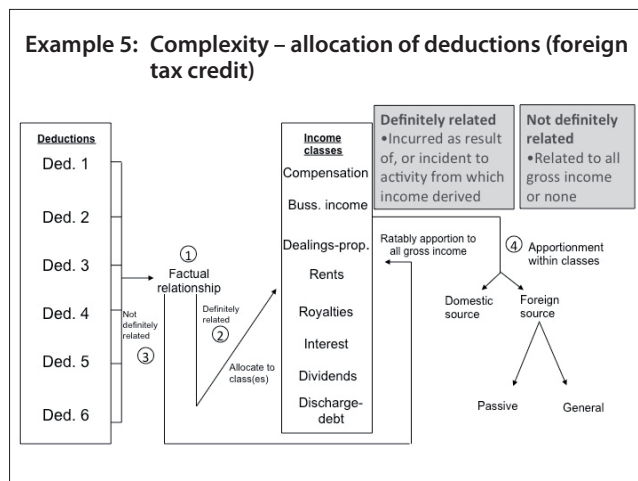 Example 5: Complexity – allocation of deductions (foreign
tax credit)
Deductions
Ded. 1
Ded. 2
Ded. 3
Ded. 4
Ded. 5
Ded. 6
Not
definitely
related
3
1
Factual
relationship
Definitely
related
2
Allocate to
class(es)
Income
classes
Compensation
Buss. income
Dealings-prop.
Rents
Royalties
Interest
Dividends
Discharge-
debt
Definitely related
•Incurred as result
of, or incident to
activity from which
income derived
Not definitely
related
•Related to all
gross income
or none
Ratably apportion to
all gross income
4 Apportionment
within classes
Domestic
source
Foreign
source
Passive
General